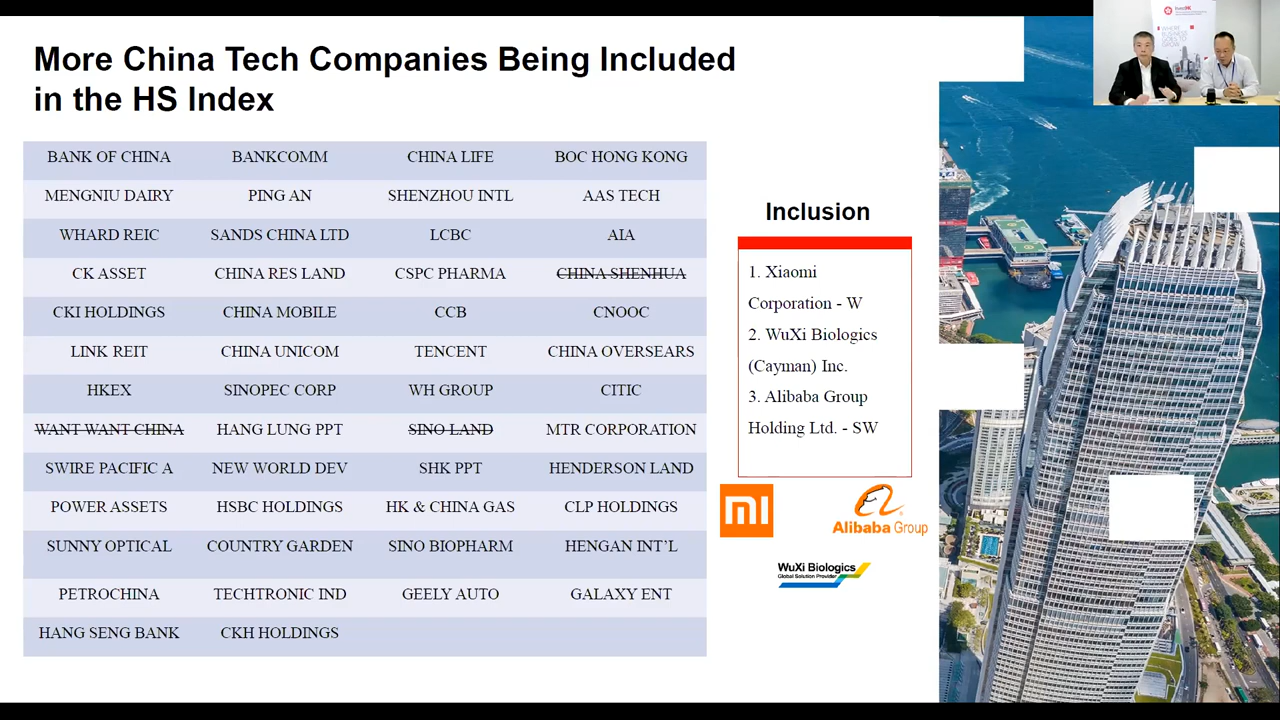 More China Tech Companies Being Included
in the HS Index
BANK OF CHINA BANKCOMM CHINA LIFE BOC HONG KONG
MENGNIU DAIRY PING AN SHENZHOU INTL AAS TECH
WHARD REIC SANDS CHINA LTD LCBC AIA
CK ASSET CHINA RES LAND CSPC PHARMA CHINA SHENHUA
CKI HOLDINGS CHINA MOBILE CCB CNOOC
LINK REIT CHINA UNICOM TENCENT CHINA OVERSEARS
HKEX SINOPEC CORP WH GROUP CITIC
WANT WANT CHINA HANG LUNG PPT SINO LAND MTR CORPORATION
SWIRE PACIFIC A NEW WORLD DEV SHK PPT HENDERSON LAND
POWER ASSETS HSBC HOLDINGS HK & CHINA GAS CLP HOLDINGS
SUNNY OPTICAL COUNTRY GARDEN SINO BIOPHARM HENGAN INT'L
PETROCHINA TECHTRONIC IND GEELY AUTO GALAXY ENT
HANG SENG BANK CKH HOLDINGS
Inclusion
1. Xiaomi
Corporation - W
2. WuXi Biologics
(Cayman) Inc.
3. Alibaba Group
Holding Ltd. - SW
mi
Alibaba Group
WuXi Biologics
Global Solution Provider
WHERE
BUSINESS
GOES TO
GROW